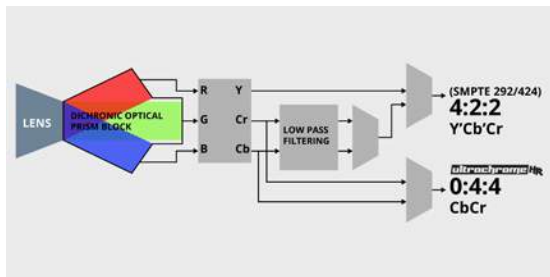 LENS
DICHRONIC OPTICAL
PRISM BLOCK
R
G
B
Y
Cr
Cb
LOW PASS
FILTERING
(SMPTE 292/424)
4:2:2
Y'Cb'Cr
ultrachrome HR
0:4:4
CbCr